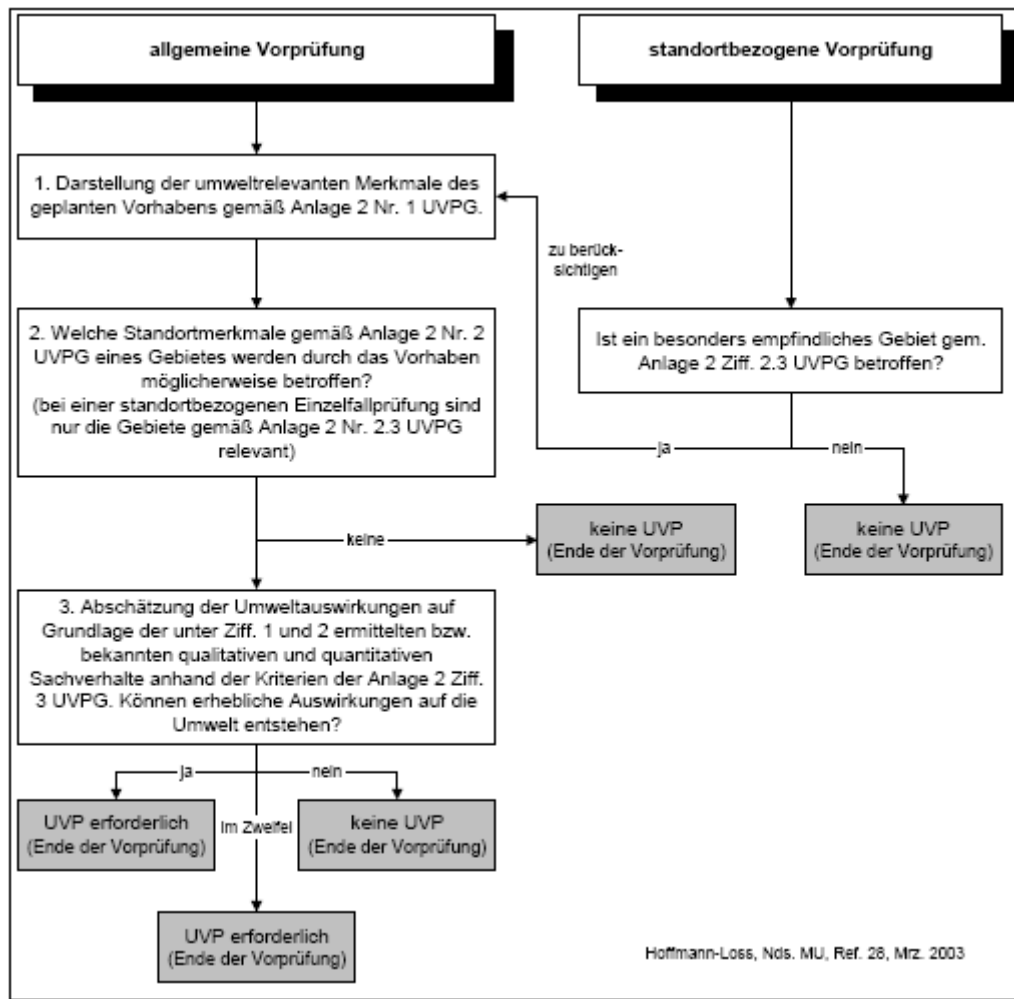 allgemeine Vorprüfung
standortbezogene Vorprüfung
1. Darstellung der umweltrelevanten Merkmale des
geplanten Vorhabens gemäß Anlage 2 Nr. 1 UVPG.
zu berück-
sichtigen
2. Welche Standortmerkmale gemäß Anlage 2 Nr. 2
UVPG eines Gebietes werden durch das Vorhaben
möglicherweise betroffen?
(bei einer standortbezogenen Einzelfallprüfung sind
nur die Gebiete gemäß Anlage 2 Nr. 2.3 UVPG
relevant)
Ist ein besonders empfindliches Gebiet gem.
Anlage 2 Ziff. 2.3 UVPG betroffen?
ja
nein
keine
keine UVP
(Ende der Vorprüfung)
keine UVP
(Ende der Vorprüfung)
3. Abschätzung der Umweltauswirkungen auf
Grundlage der unter Ziff. 1 und 2 ermittelten bzw.
bekannten qualitativen und quantitativen
Sachverhalte anhand der Kriterien der Anlage 2 Ziff.
3 UVPG. Können erhebliche Auswirkungen auf die
Umwelt entstehen?
ja
nein
UVP erforderlich
(Ende der Vorprüfung)
Im Zweifel
keine UVP
(Ende der Vorprüfung)
UVP erforderlich
(Ende der Vorprüfung)
Hoffmann-Loss, Nds. MU, Ref. 28, Mrz. 2003